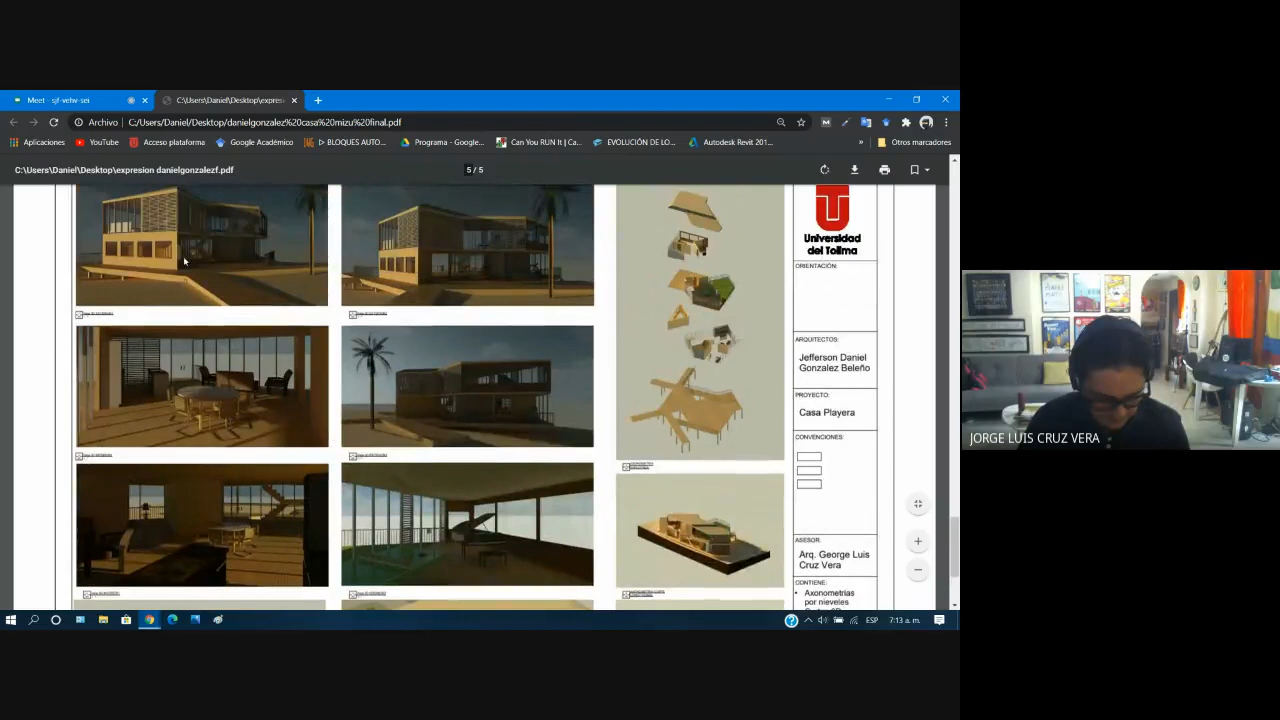 Meet - sjf-vehv-sei
C:\Users\Daniel\Desktop\expresi
Archivo
C:/Users/Daniel/Desktop/danielgonzalez%20casa%20mizu%20final.pdf
Aplicaciones
YouTube
Acceso plataforma
Google Académico
BLOQUES AUTO...
Programa - Google...
Can You RUN It | Ca...
EVOLUCIÓN DE LO...
Autodesk Revit 201...
»
Otros marcadores
C:\Users\Daniel\Desktop\expresion danielgonzalezf.pdf
5 / 5
Universidad
del Tolima
ORIENTACIÓN:
ARQUITECTOS:
Jefferson Daniel
Gonzalez Beleño
PROYECTO:
Casa Playera
CONVENCIONES:
ASESOR:
Arq. George Luis
Cruz Vera
CONTIENE:
• Axonometrias
por nieveles
ESP
7:13 a. m.
JORGE LUIS CRUZ VERA